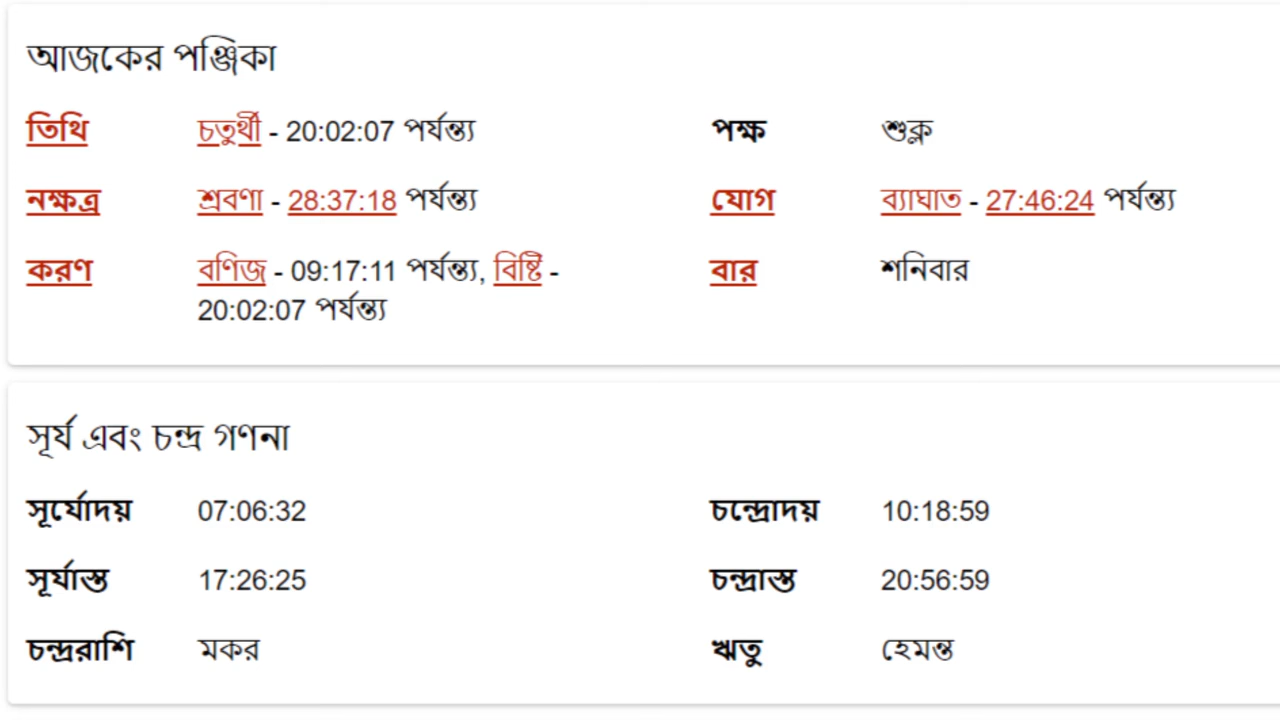 আজকের পঞ্জিকা
তিথি চতুর্থী - 20:02:07 পর্যন্ত্য পক্ষ শুক্ল
নক্ষত্র শ্রবণা - 28:37:18 পর্যন্ত্য যোগ ব্যাঘাত - 27:46:24 পর্যন্ত্য
করণ বণিজ - 09:17:11 পর্যন্ত্য, বিষ্টি - বার শনিবার
20:02:07 পর্যন্ত্য
সূর্য এবং চন্দ্র গণনা
সূর্যোদয় 07:06:32 চন্দ্রোদয় 10:18:59
সূর্যাস্ত 17:26:25 চন্দ্রাস্ত 20:56:59
চন্দ্ররাশি মকর ঋতু হেমন্ত